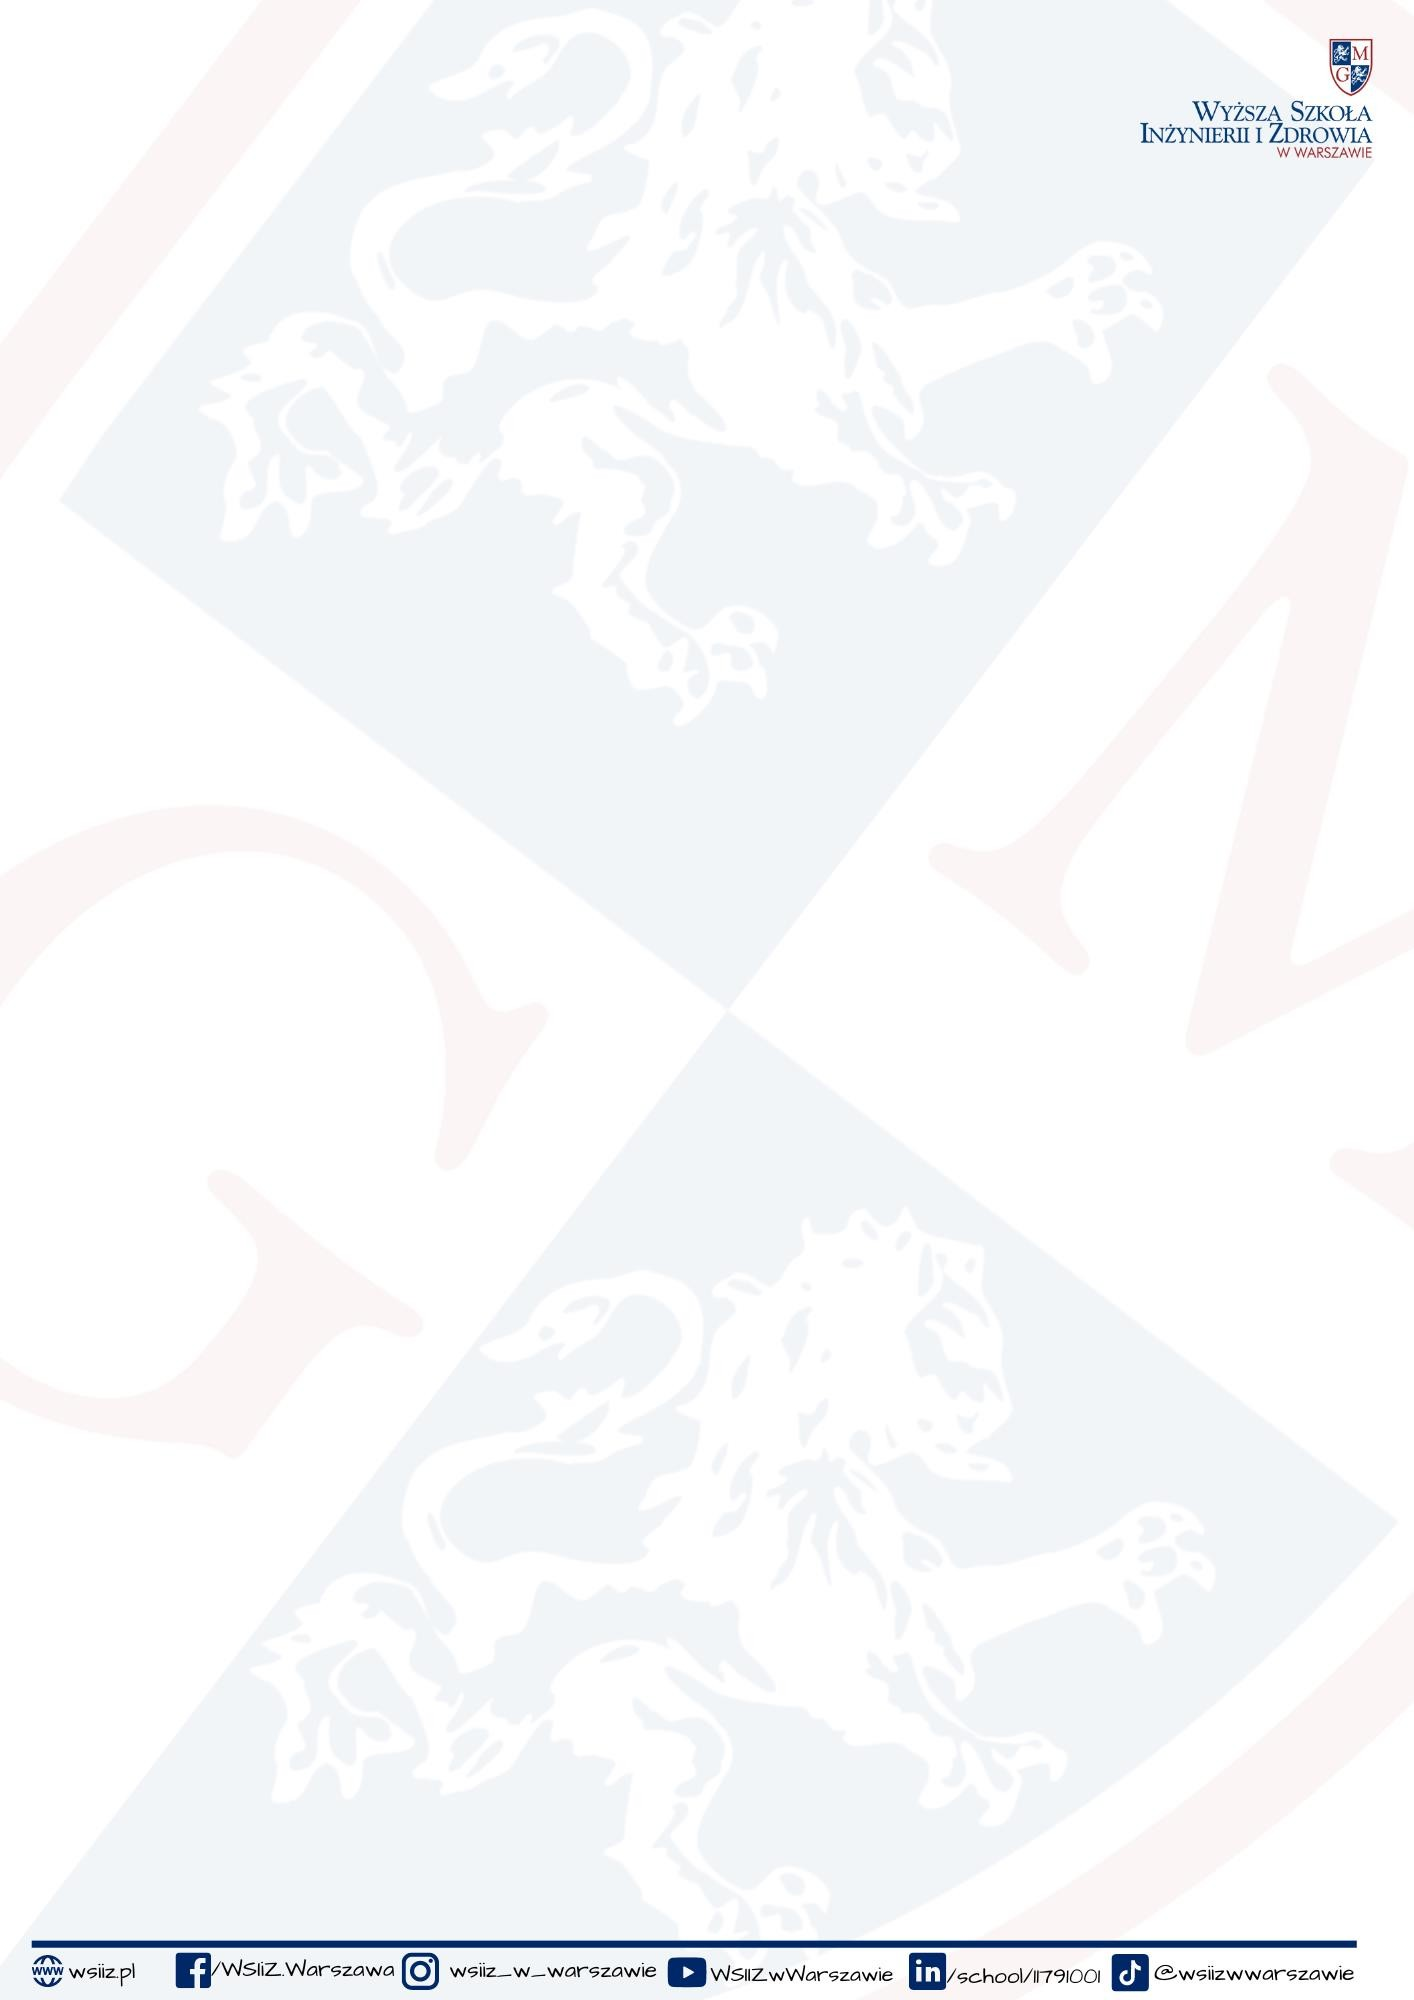 M
G
WYŻSZA SZKOŁA
INŻYNIERII I ZDROWIA
W WARSZAWIE
M
G
www wsiiz.pl /WSIiZ.Warszawa wsiiz_w_warszawie WSIIZwWarszawie in /school/11791001 @wsiizwwarszawie